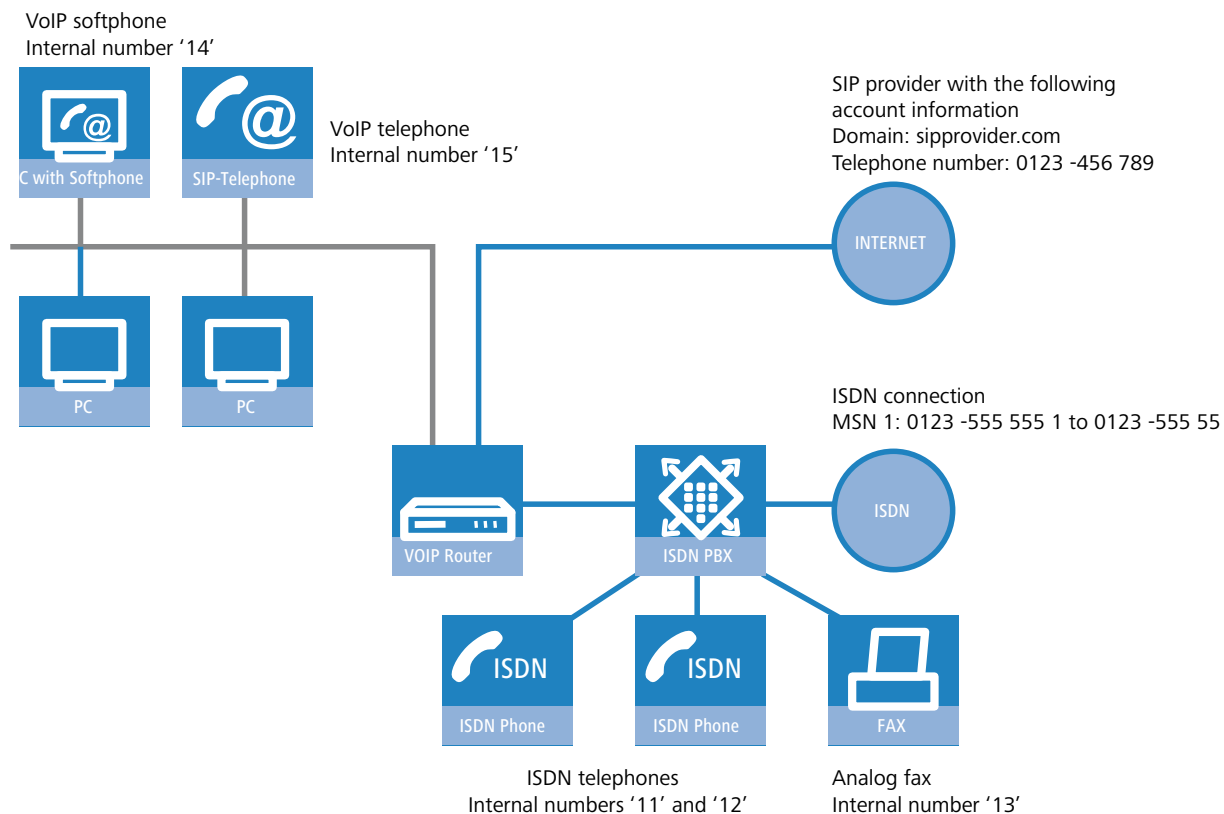 VoIP softphone
Internal number ‘14’
C with Softphone
SIP-Telephone
VoIP telephone
Internal number ‘15’
SIP provider with the following
account information
Domain: sipprovider.com
Telephone number: 0123 -456 789
INTERNET
PC
PC
ISDN connection
MSN 1: 0123 -555 555 1 to 0123 -555 55
VOIP Router
ISDN PBX
ISDN
ISDN
ISDN Phone
ISDN
ISDN Phone
FAX
ISDN telephones
Internal numbers ‘11’ and ‘12’
Analog fax
Internal number ‘13’